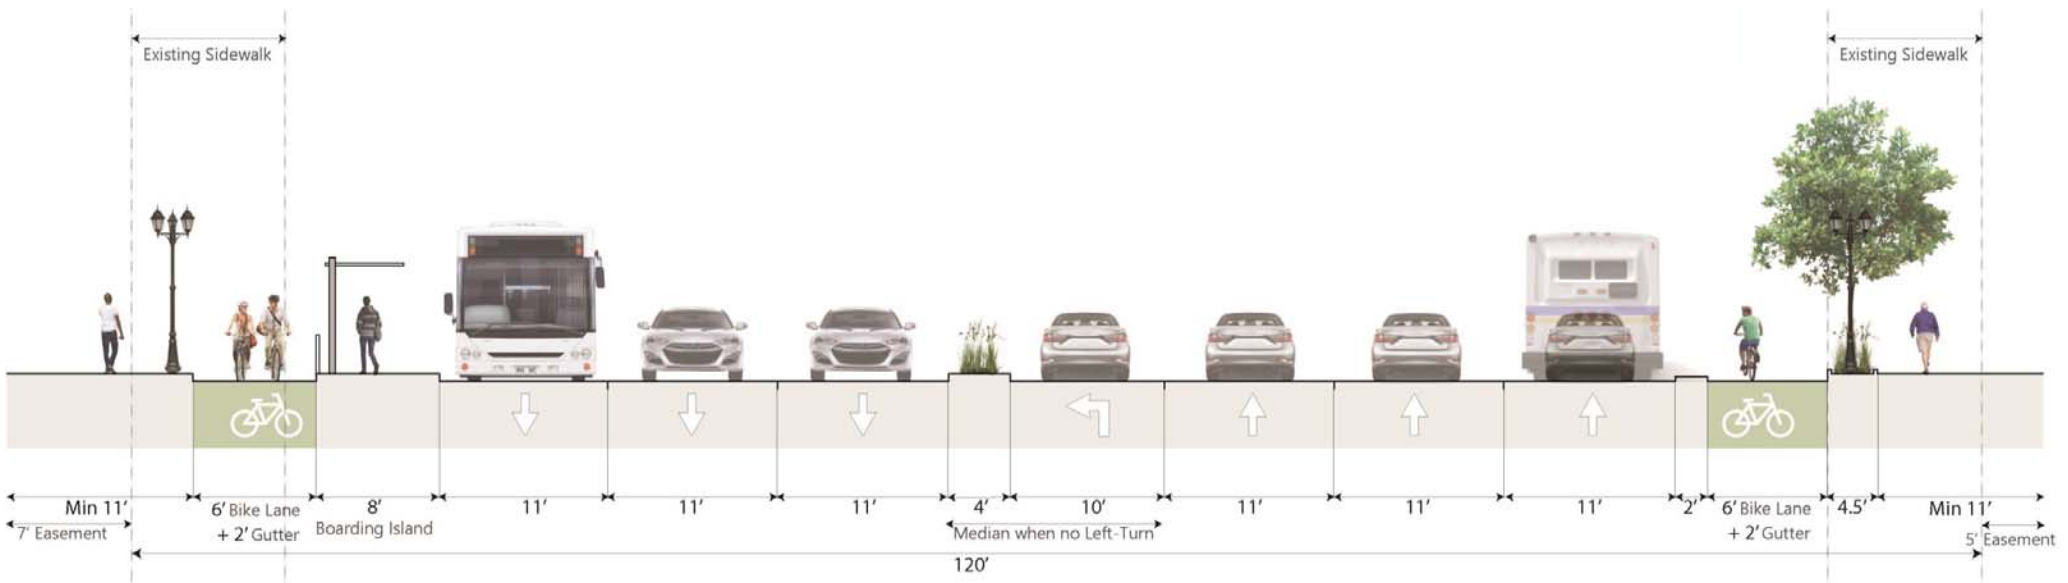 Existing Sidewalk
Existing Sidewalk
Min 11'
7' Easement
6' Bike Lane
+ 2' Gutter
8'
Boarding Island
11'
11'
11'
4'
10'
Median when no Left-Turn
11'
11'
11'
2'
6' Bike Lane
+ 2' Gutter
4.5'
Min 11'
5' Easement
120'